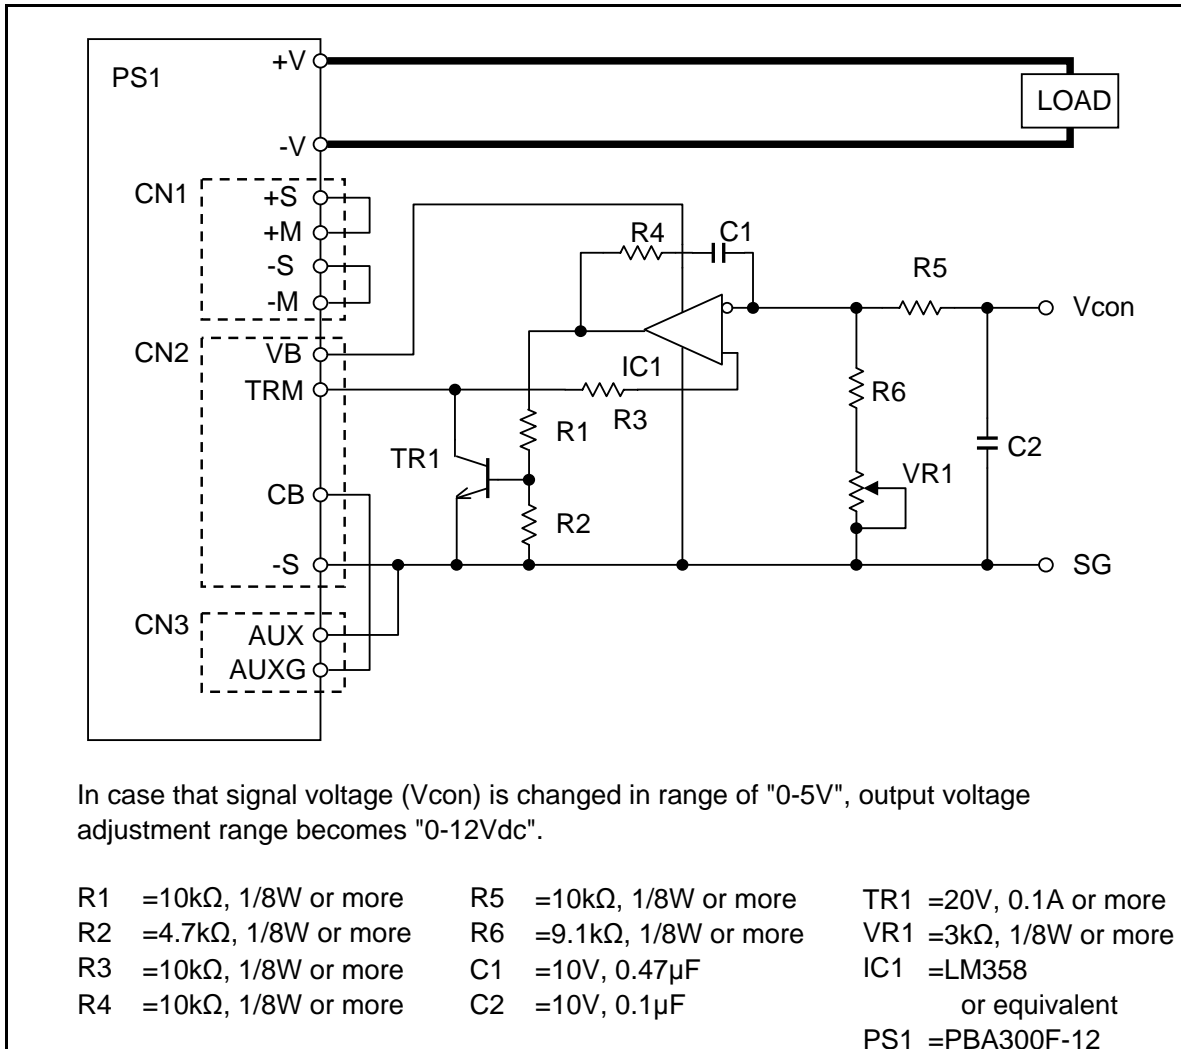 PS1
+V
LOAD
-V
CN1
+S
+M
-S
-M
R4
C1
R5
Vcon
CN2
VB
IC1
TRM
R3
R6
R1
TR1
VR1
C2
CB
R2
-S
SG
CN3
AUX
AUXG
In case that signal voltage (Vcon) is changed in range of "0-5V", output voltage
adjustment range becomes "0-12Vdc".
R1 =10kΩ, 1/8W or more
R2 =4.7kΩ, 1/8W or more
R3 =10kΩ, 1/8W or more
R4 =10kΩ, 1/8W or more
R5 =10kΩ, 1/8W or more
R6 =9.1kΩ, 1/8W or more
C1 =10V, 0.47µF
C2 =10V, 0.1µF
TR1 =20V, 0.1A or more
VR1 =3kΩ, 1/8W or more
IC1 =LM358
or equivalent
PS1 =PBA300F-12